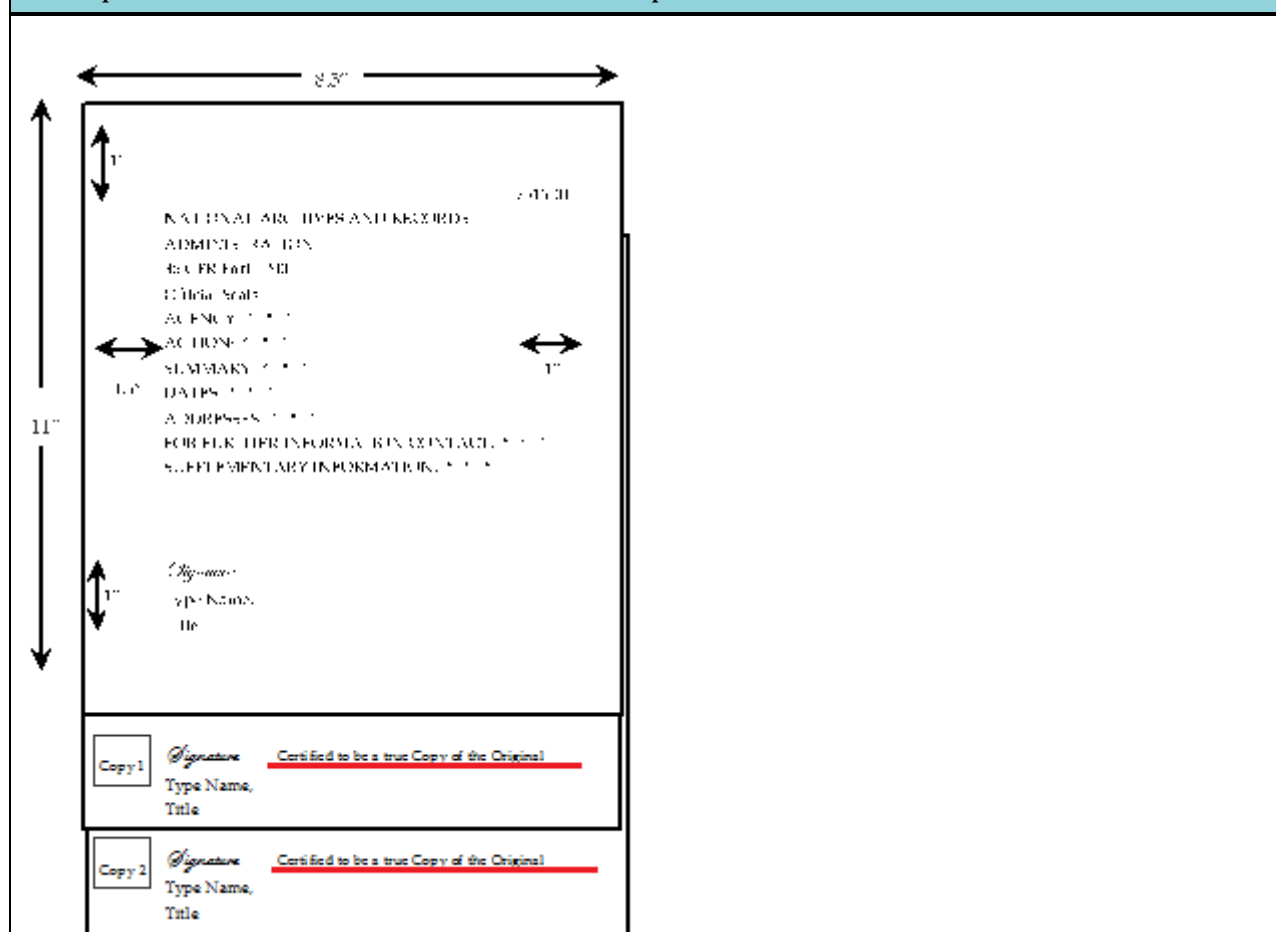 1"
NATIONAL ARCHIVES AND RECORDS
ADMINISTRATION
Official Seals
AGENCY * * *
ACTION: * * *
SUMMARY * * *
1"
DATES * * *
ADDRESSES * * *
11"
FOR FURTHER INFORMATION CONTACT: * * *
SUPPLEMENTARY INFORMATION: * * *
Signature
1"
Type Name,
Title
Copy 1
Signature Certified to be a true Copy of the Original
Type Name,
Title
Copy 2
Signature Certified to be a true Copy of the Original
Type Name,
Title